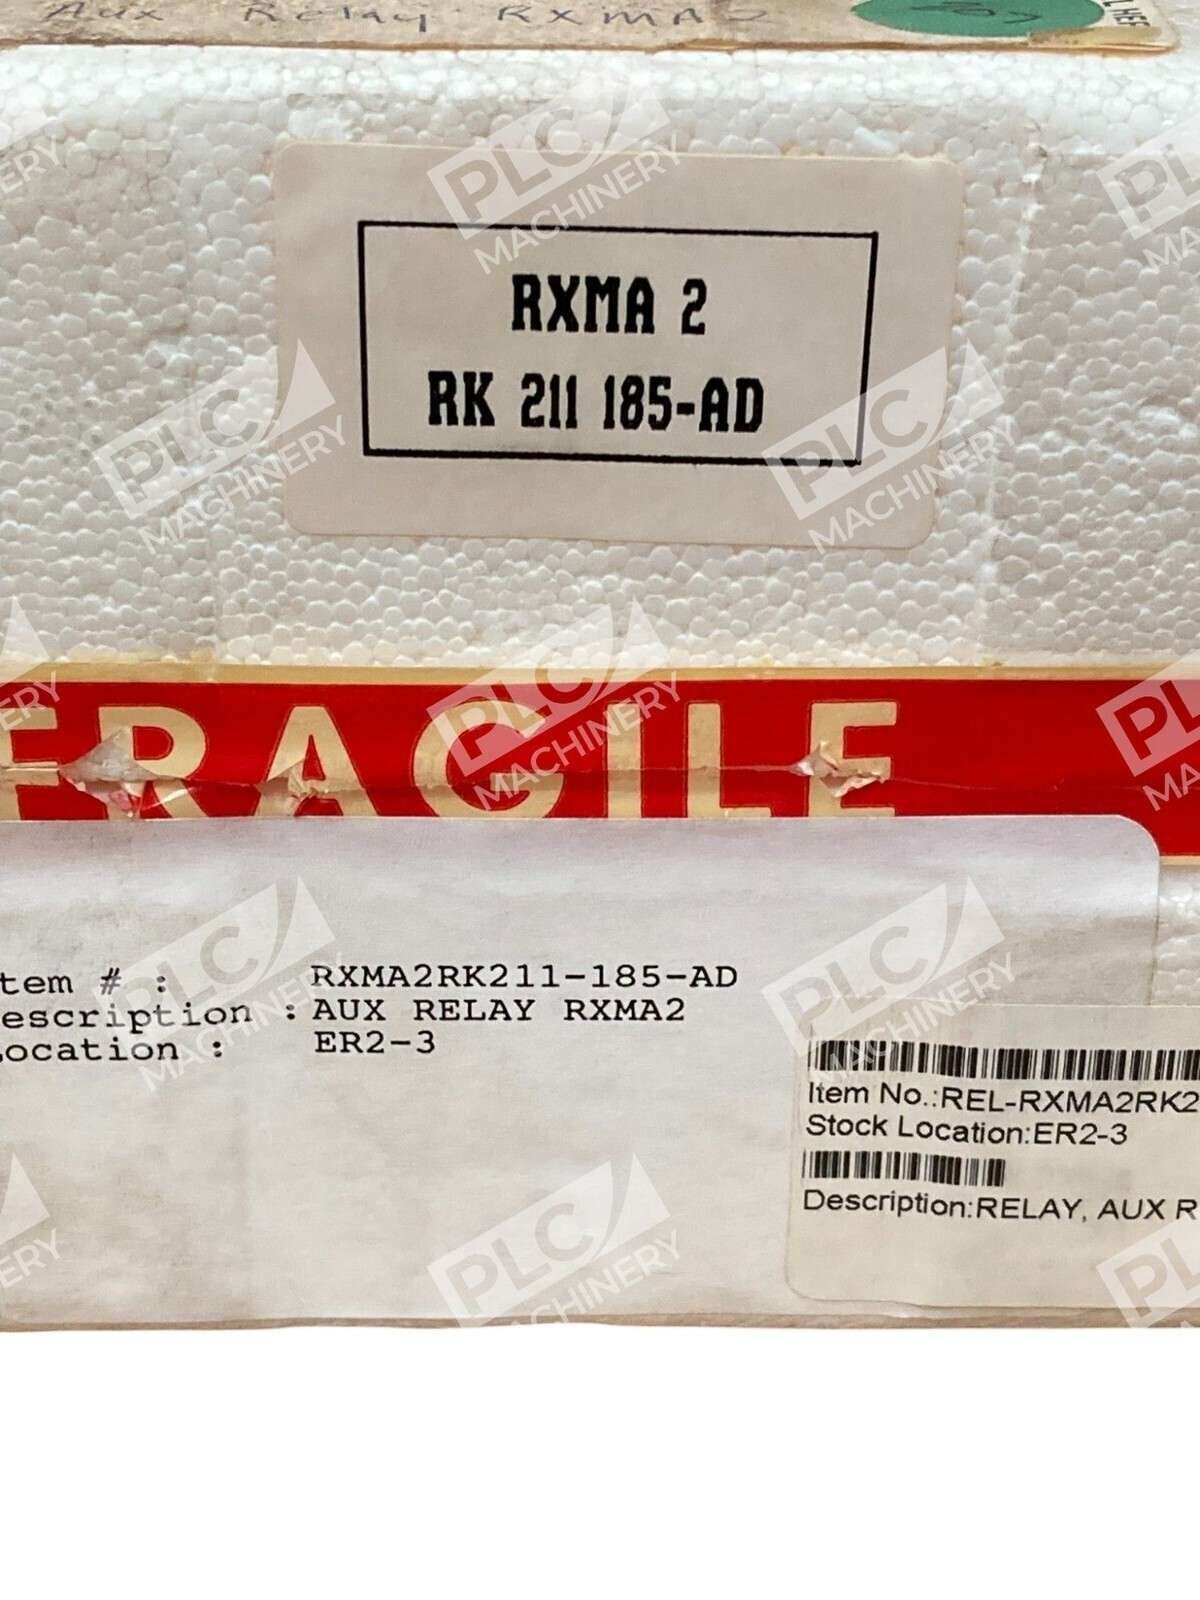 Aux Relay RXMA2
RXMA 2
RK 211 185-AD
FRAGILE
tem # : RXMA2RK211-185-AD
escription : AUX RELAY RXMA2
ocation : ER2-3
Item No.:REL-RXMA2RK2
Stock Location:ER2-3
Description:RELAY, AUX R
PLC MACHINERY